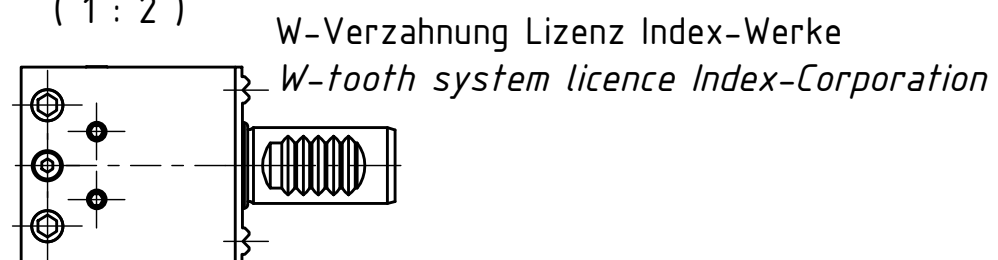 ( 1 : 2 )
W-Verzahnung Lizenz Index-Werke
W-tooth system licence Index-Corporation